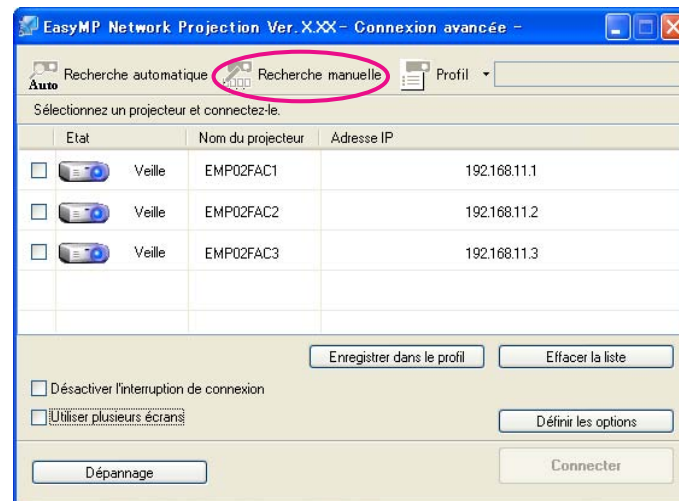 EasyMP Network Projection Ver.X.XX- Connexion avancée -
Auto Recherche automatique Recherche manuelle Profil
Sélectionnez un projecteur et connectez-le.
Etat Nom du projecteur Adresse IP
Veille EMP02FAC1 192.168.11.1
Veille EMP02FAC2 192.168.11.2
Veille EMP02FAC3 192.168.11.3
Enregistrer dans le profil Effacer la liste
Désactiver l'interruption de connexion
Utiliser plusieurs écrans
Définir les options
Dépannage Connecter